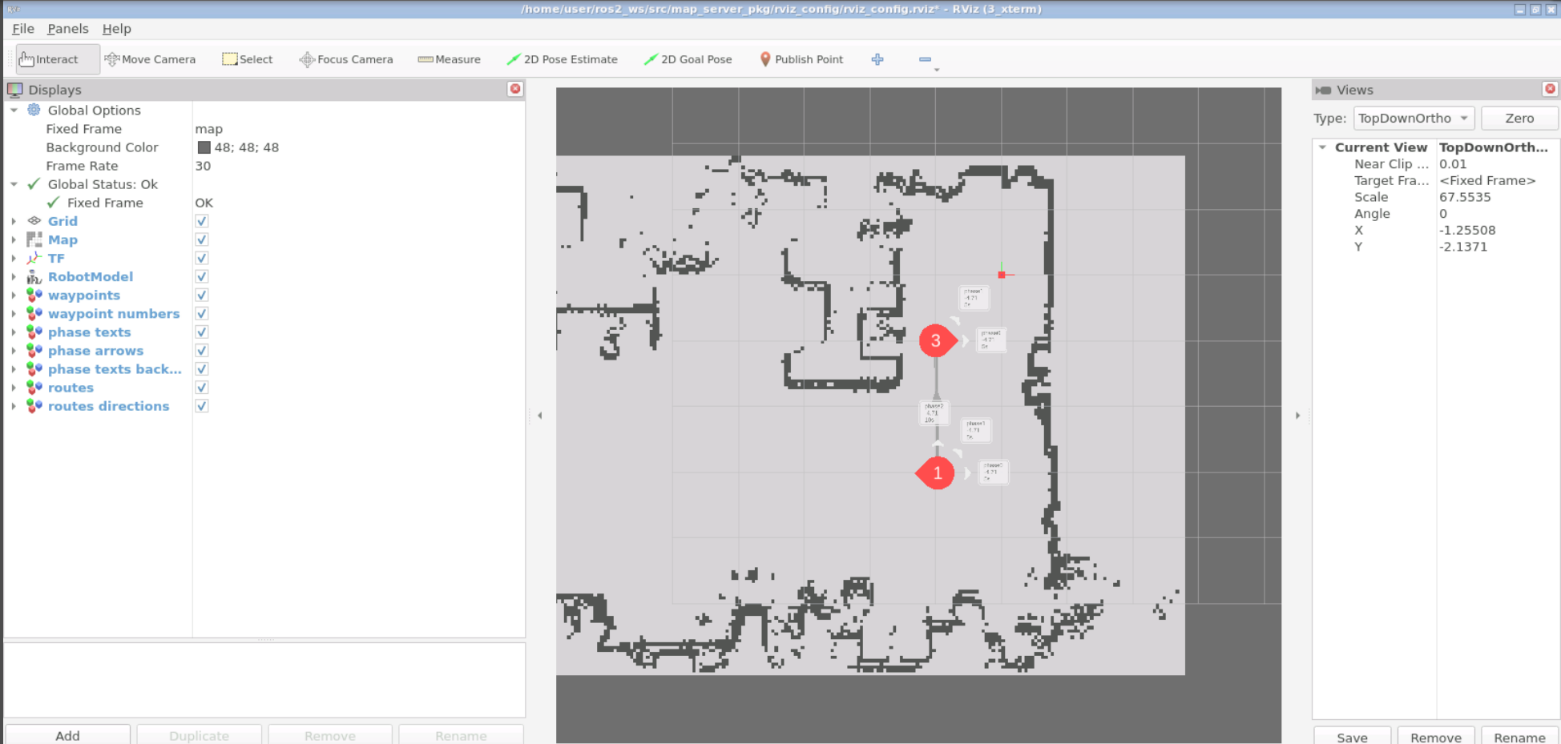 /home/user/ros2_ws/src/map_server_pkg/rviz_config/rviz_config.rviz* - RViz (3_xterm)
File Panels Help
Interact Move Camera Select Focus Camera Measure 2D Pose Estimate 2D Goal Pose Publish Point
Displays
Global Options
Fixed Frame map
Background Color 48; 48; 48
Frame Rate 30
Global Status: Ok
Fixed Frame OK
Grid
Map
TF
RobotModel
waypoints
waypoint numbers
phase texts
phase arrows
phase texts back...
routes
routes directions
Add Duplicate Remove Rename
3
1
Views
Type: TopDownOrtho Zero
Current View TopDownOrth...
Near Clip ... 0.01
Target Fra... <Fixed Frame>
Scale 67.5535
Angle 0
X -1.25508
Y -2.1371
Save Remove Rename